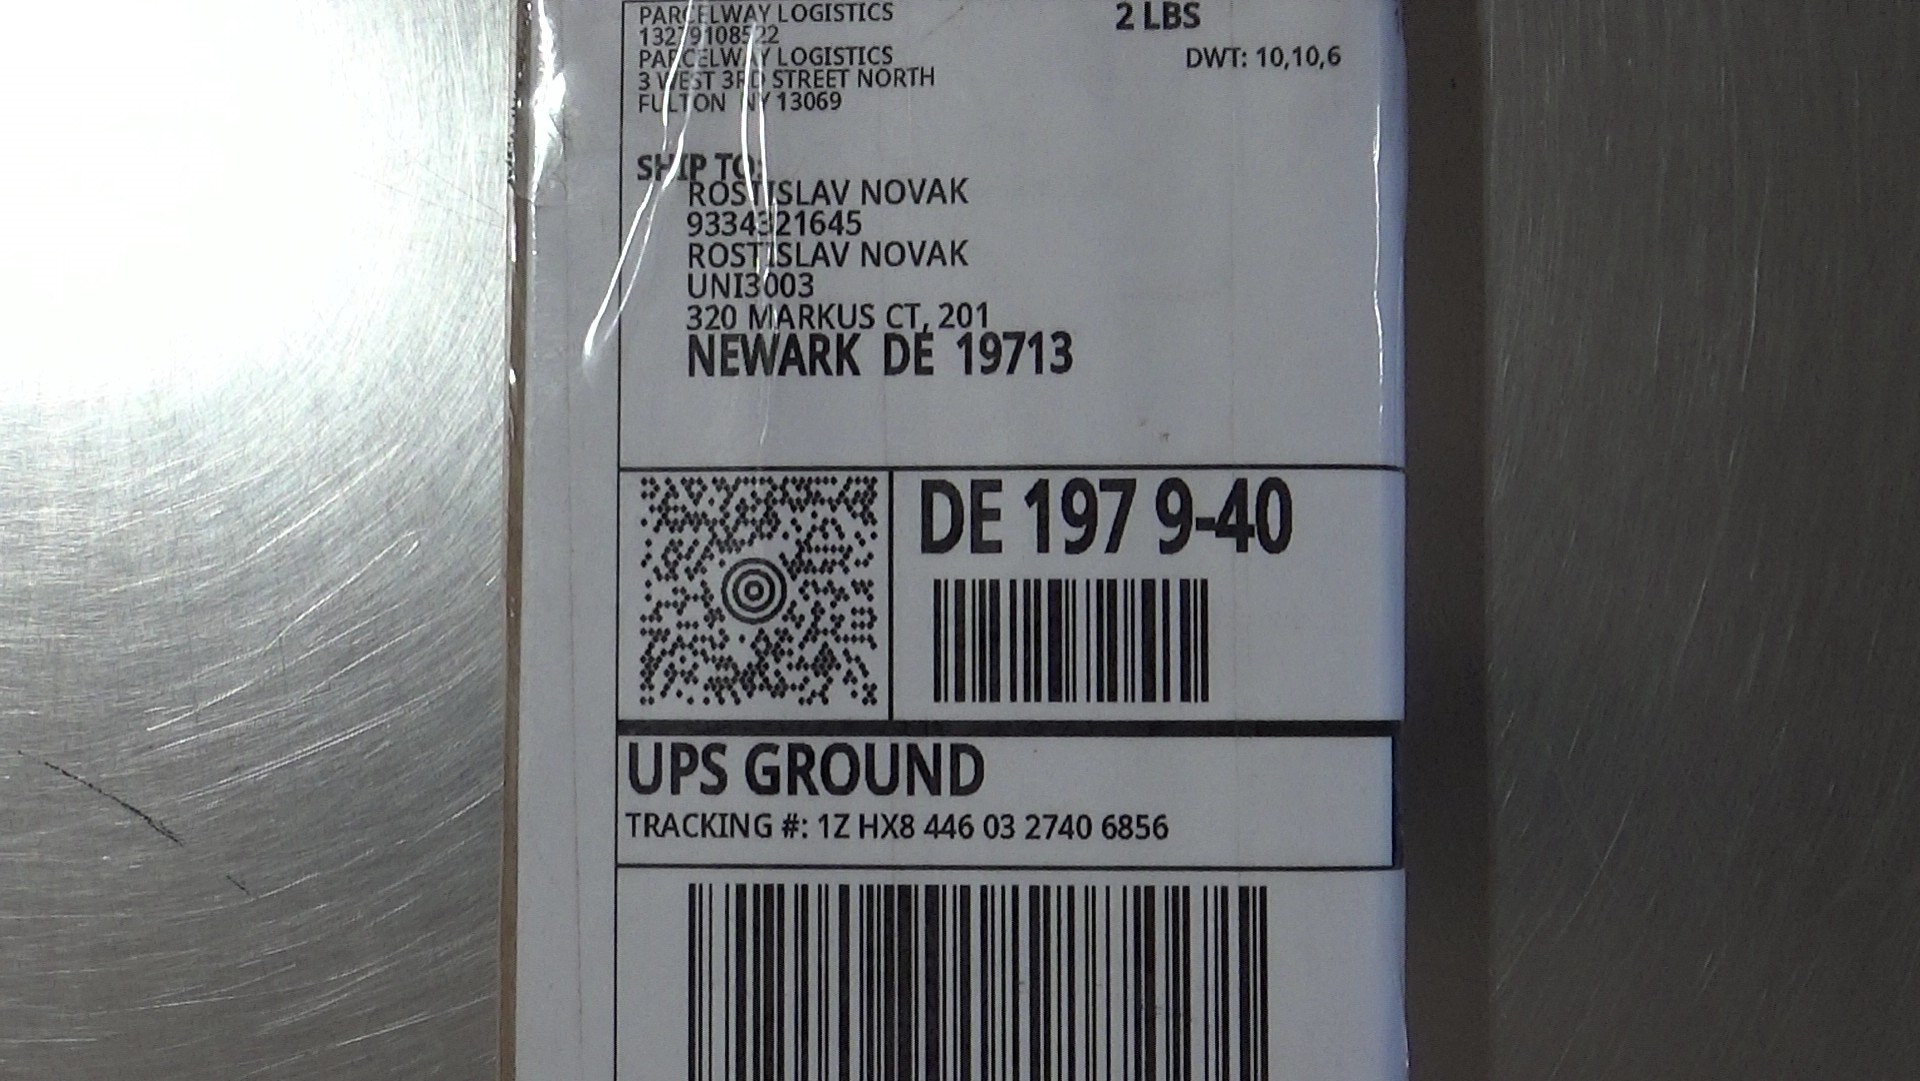 PARCELWAY LOGISTICS
2 LBS
13279108522
PARCELWAY LOGISTICS
DWT: 10,10,6
3 WEST 3RD STREET NORTH
FULTON NY 13069
SHIP TO:
ROSTISLAV NOVAK
9334321645
ROSTISLAV NOVAK
UNI3003
320 MARKUS CT, 201
NEWARK DE 19713
DE 197 9-40
UPS GROUND
TRACKING #: 1Z HX8 446 03 2740 6856